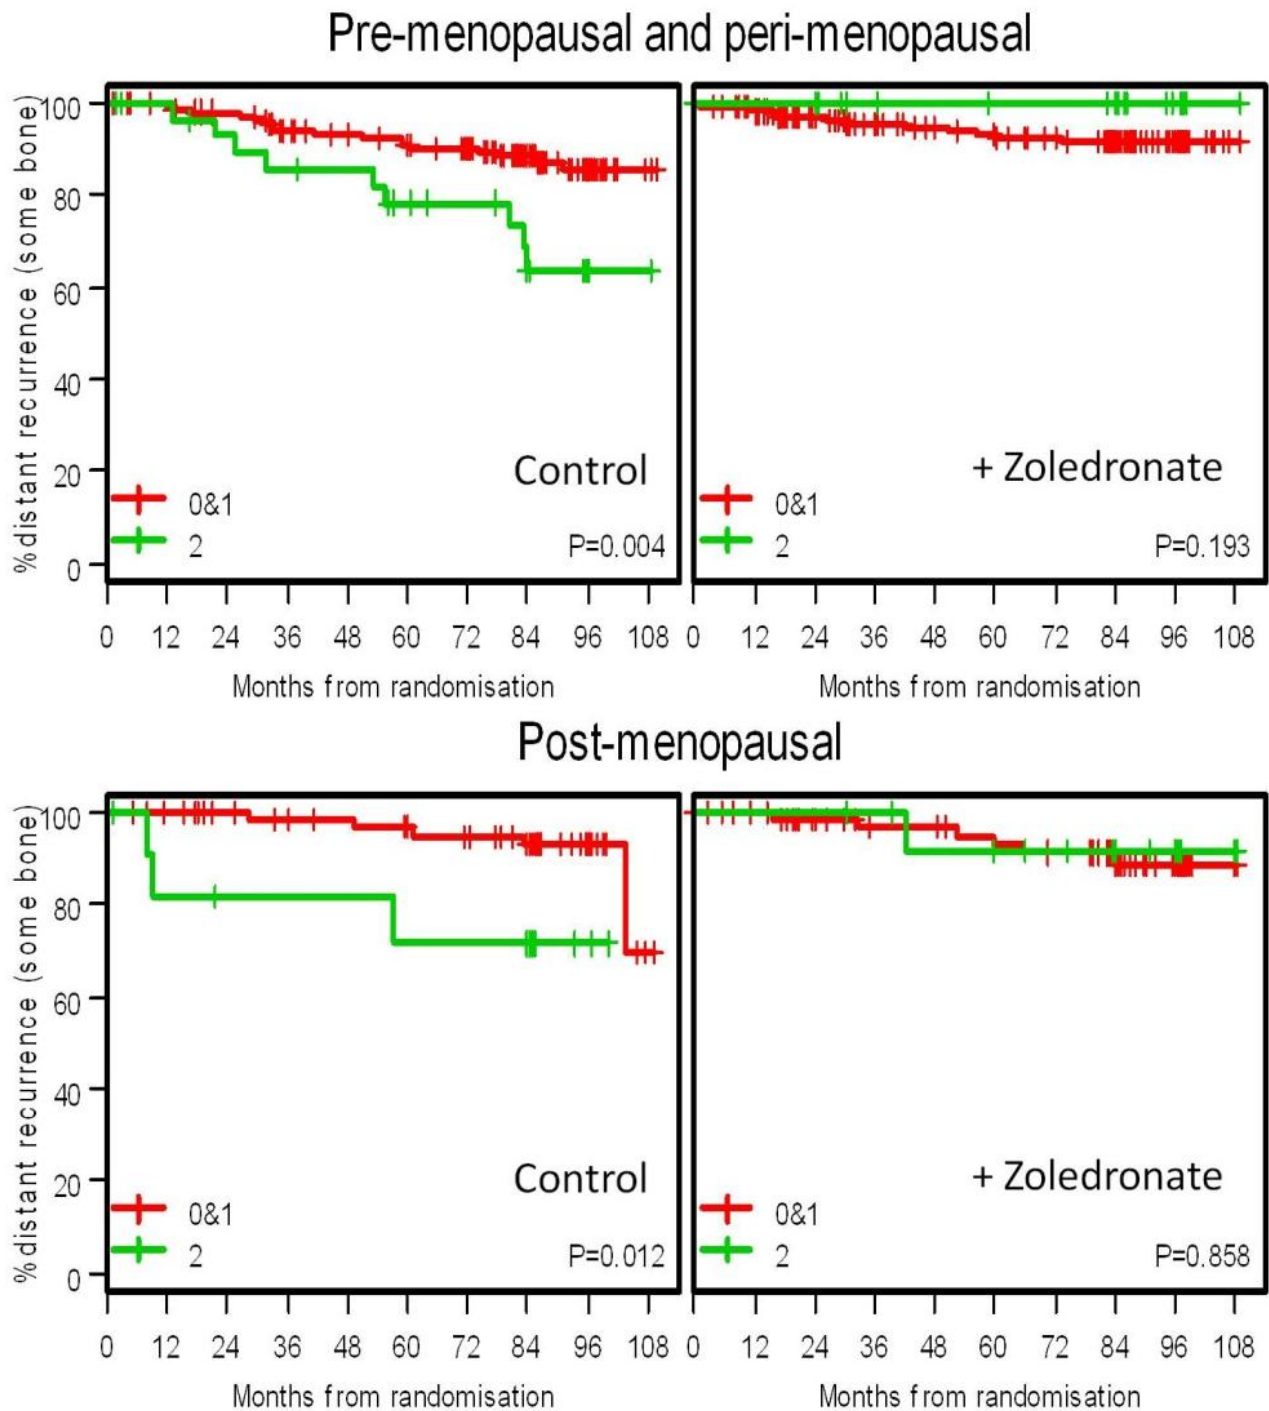 Pre-menopausal and peri-menopausal
%distant recurrence (some bone)
100
80
60
40
20
0
Control
0&1
2
P=0.004
0 12 24 36 48 60 72 84 96 108
Months from randomisation
+ Zoledronate
0&1
2
P=0.193
0 12 24 36 48 60 72 84 96 108
Months from randomisation
Post-menopausal
%distant recurrence (some bone)
100
80
60
40
20
0
Control
0&1
2
P=0.012
0 12 24 36 48 60 72 84 96 108
Months from randomisation
+ Zoledronate
0&1
2
P=0.858
0 12 24 36 48 60 72 84 96 108
Months from randomisation